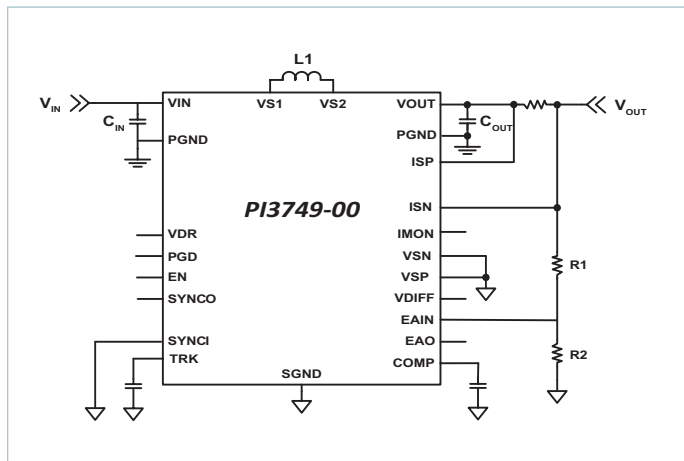 L1
VIN
VIN
VS1
VS2
VOUT
VOUT
CIN
COUT
PGND
PGND
ISP
PI3749-00
ISN
VDR
IMON
PGD
VSN
EN
VSP
R1
SYNCO
VDIFF
EAIN
SYNCI
EAO
R2
TRK
COMP
SGND